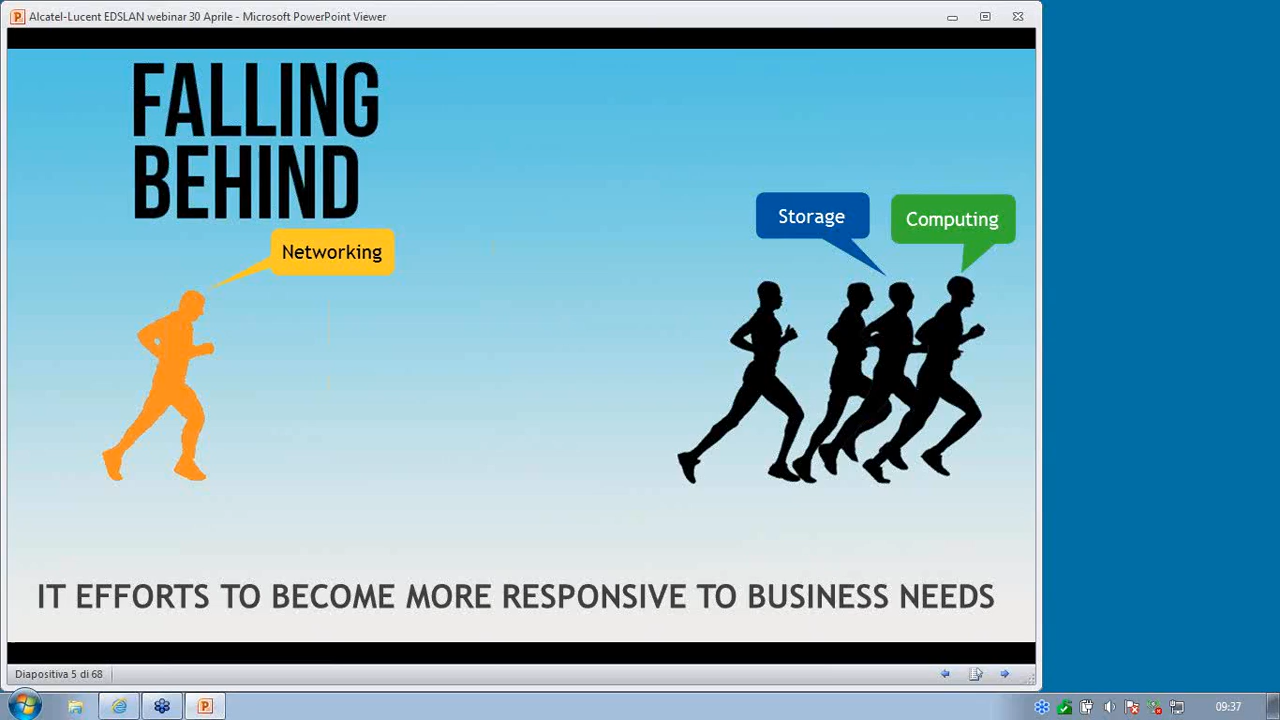 Alcatel-Lucent EDSLAN webinar 30 Aprile - Microsoft PowerPoint Viewer
FALLING
BEHIND
Storage
Computing
Networking
IT EFFORTS TO BECOME MORE RESPONSIVE TO BUSINESS NEEDS
Diapositiva 5 di 68
09:37